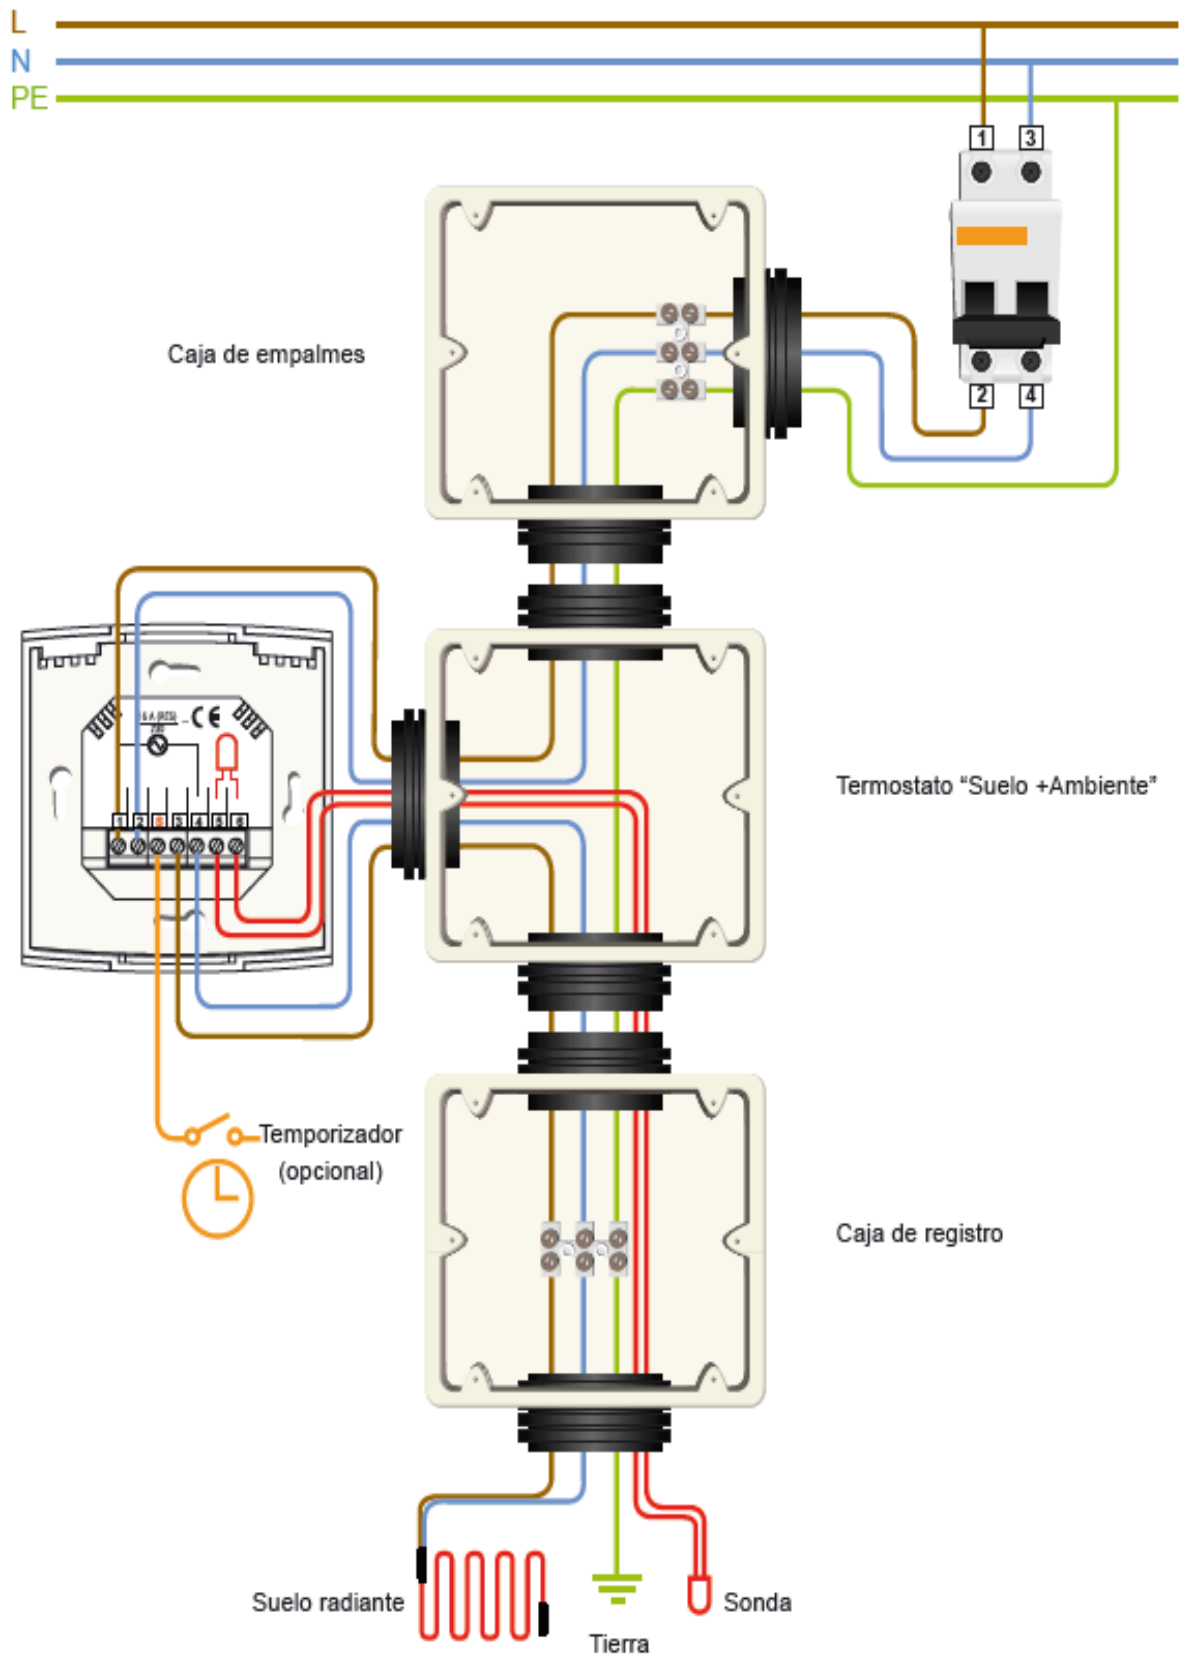 L
N
PE
1 3
2 4
Caja de empalmes
CE
1 2 S 3 4 5 6
Termostato “Suelo +Ambiente”
Temporizador
(opcional)
Caja de registro
Suelo radiante
Sonda
Tierra